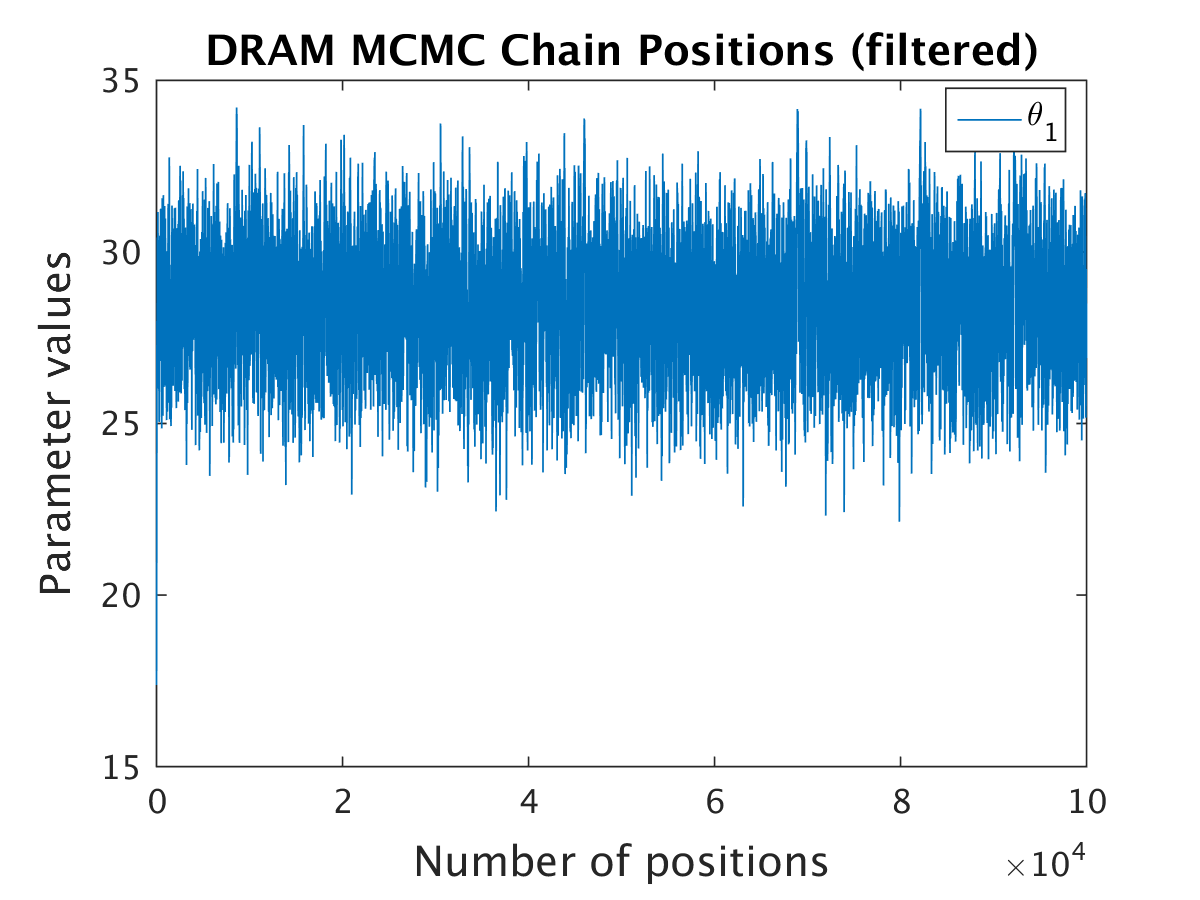 DRAM MCMC Chain Positions (filtered)
θ1
35
30
25
20
15
Parameter values
0 2 4 6 8 10
Number of positions
×10^4